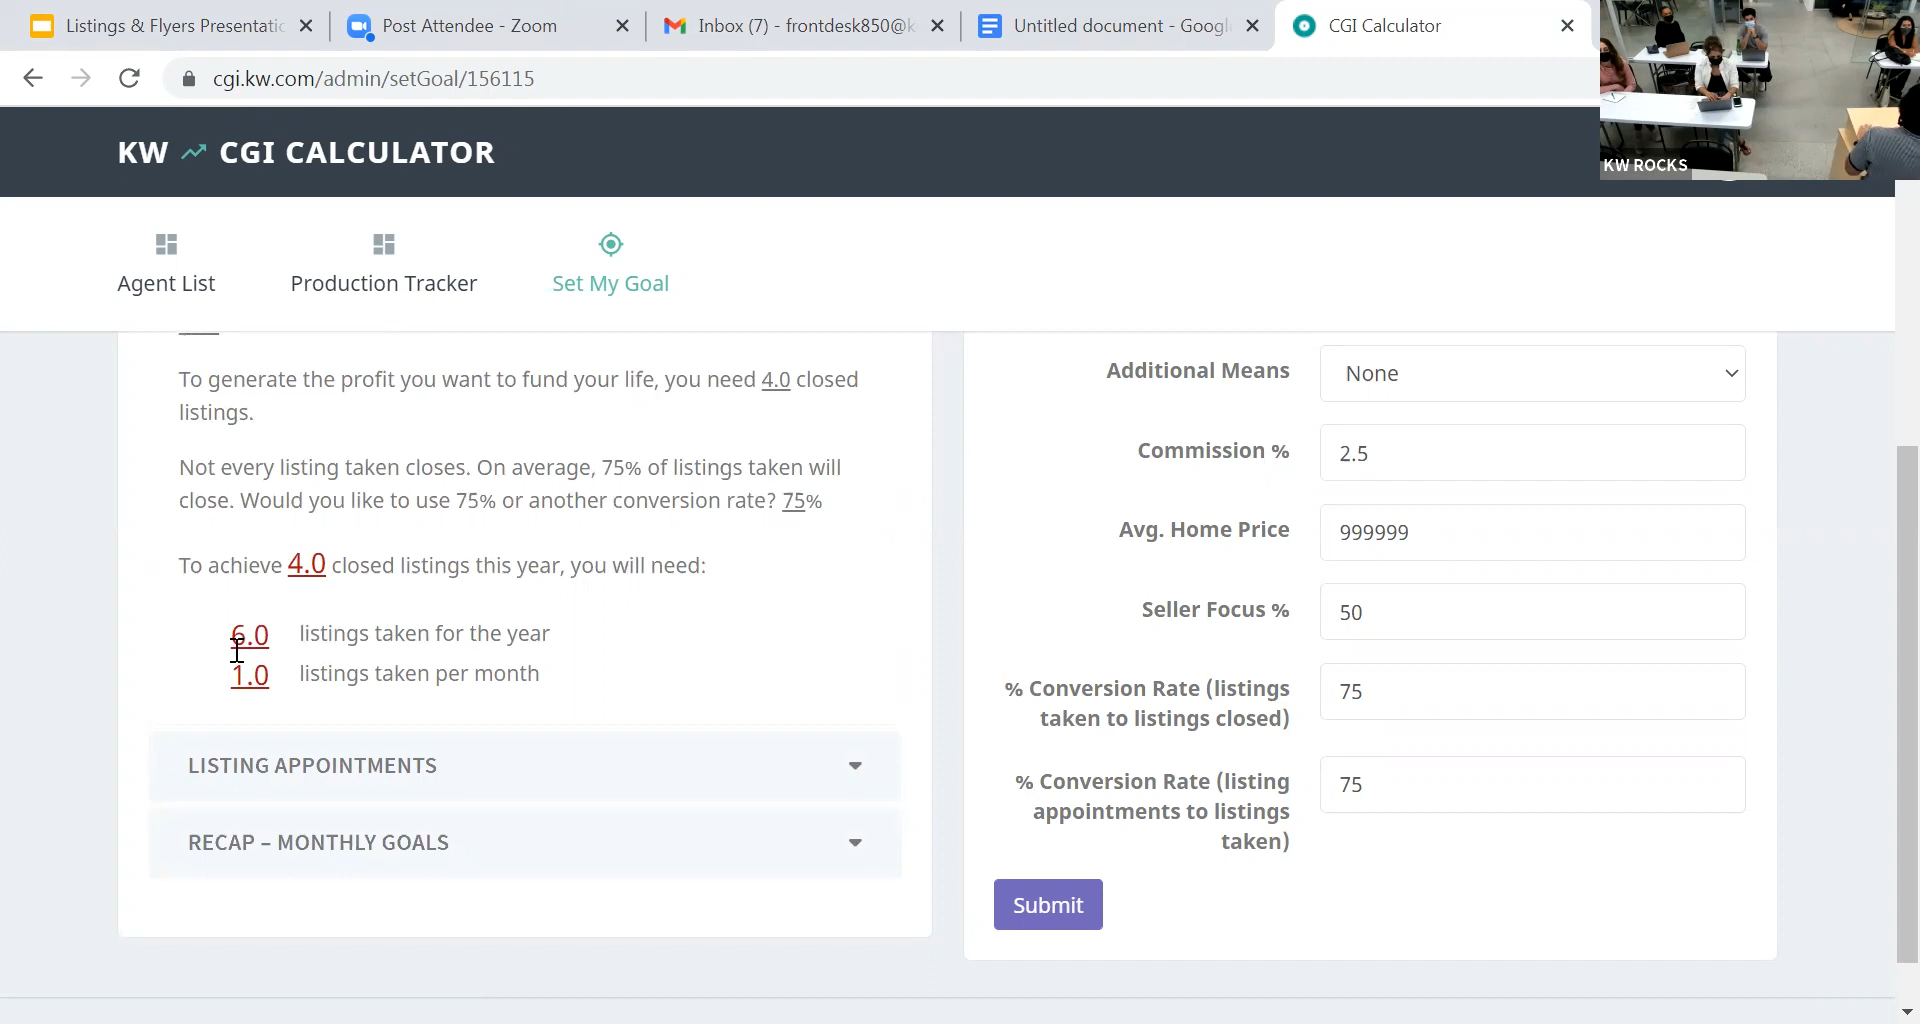 Listings & Flyers Presentatic
Post Attendee - Zoom
Inbox (7) - frontdesk850@k
Untitled document - Googl
CGI Calculator
cgi.kw.com/admin/setGoal/156115
KW CGI CALCULATOR
KW ROCKS
Agent List
Production Tracker
Set My Goal
To generate the profit you want to fund your life, you need 4.0 closed
listings.
Not every listing taken closes. On average, 75% of listings taken will
close. Would you like to use 75% or another conversion rate? 75%
To achieve 4.0 closed listings this year, you will need:
6.0 listings taken for the year
1.0 listings taken per month
LISTING APPOINTMENTS
RECAP – MONTHLY GOALS
Additional Means
None
Commission %
2.5
Avg. Home Price
999999
Seller Focus %
50
% Conversion Rate (listings
taken to listings closed)
75
% Conversion Rate (listing
appointments to listings
taken)
75
Submit